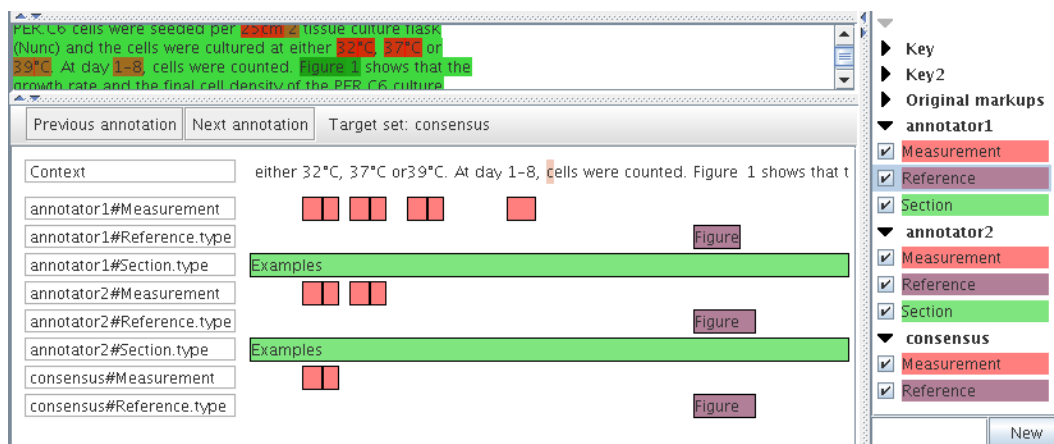 PER.C6 cells were seeded per 25cm 2 tissue culture flask
(Nunc) and the cells were cultured at either 32°C, 37°C or
39°C. At day 1–8, cells were counted. Figure 1 shows that the
growth rate and the final cell density of the PER.C6 culture
Previous annotation Next annotation Target set: consensus
Context either 32°C, 37°C or39°C. At day 1–8, cells were counted. Figure 1 shows that t
annotator1#Measurement
annotator1#Reference.type Figure
annotator1#Section.type Examples
annotator2#Measurement
annotator2#Reference.type Figure
annotator2#Section.type Examples
consensus#Measurement
consensus#Reference.type Figure
Key
Key2
Original markups
annotator1
Measurement
Reference
Section
annotator2
Measurement
Reference
Section
consensus
Measurement
Reference
New